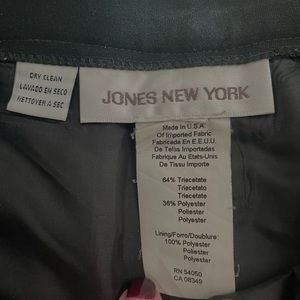 DRY CLEAN
LAVADO EN SECO
NETTOYER A SEC
JONES NEW YORK
Made In U.S.A.
Of Imported Fabric
Fabricada En E.E.U.U.
De Telas Importadas
Fabrique Au Etats-Unis
De Tissu Importe
64% Triacetate
Triacetato
Triacetate
36% Polyester
Poliester
Polyester
Lining/Forro/Doublure:
100% Polyester
Poliester
Polyester
RN 54050
CA 08349